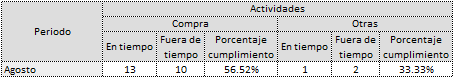 Actividades
Periodo
Compra
Otras
En tiempo
Fuera de tiempo
Porcentaje cumplimiento
En tiempo
Fuera de tiempo
Porcentaje cumplimiento
Agosto 13 10 56.52% 1 2 33.33%